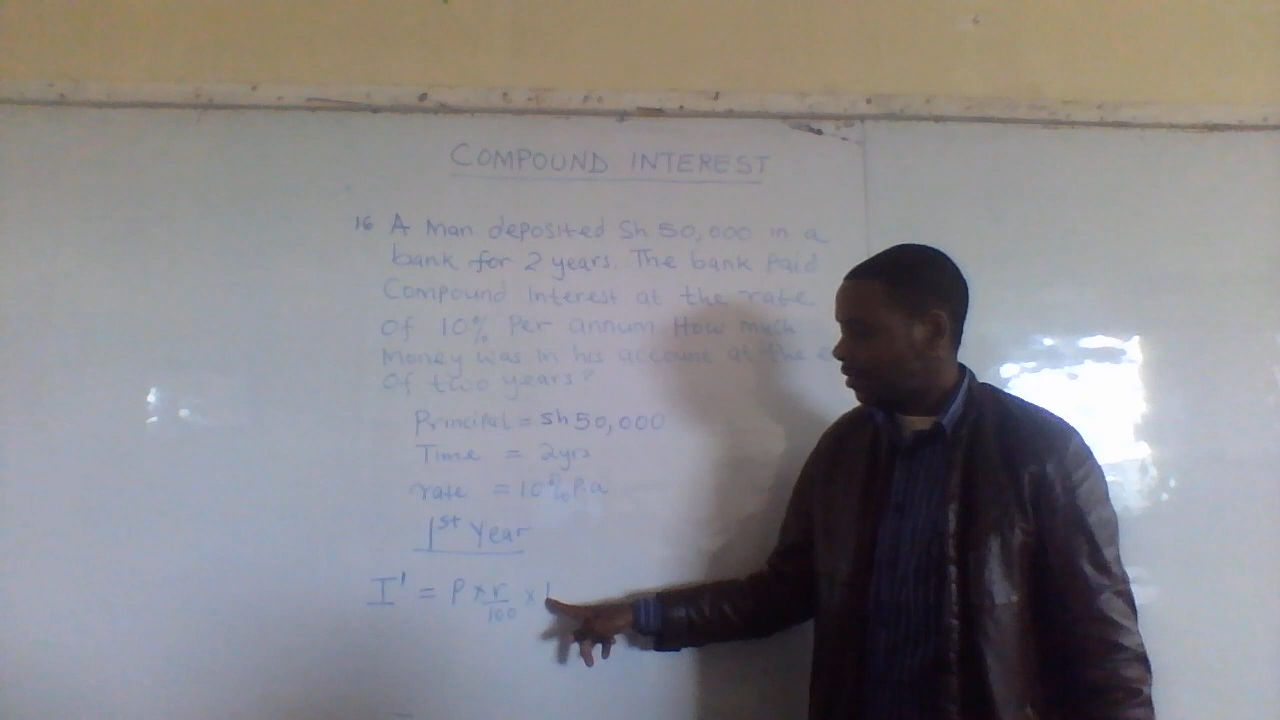 COMPOUND INTEREST
16 A Man deposited Sh 50,000 in a
bank for 2 years. The bank Paid
Compound Interest at the rate
Of 10% Per annum How much
Money was in his account at the
Of two years?
Principal = Sh 50,000
Time = 2yrs
rate = 10% P.a
1st Year
I' = P × r/100 ×